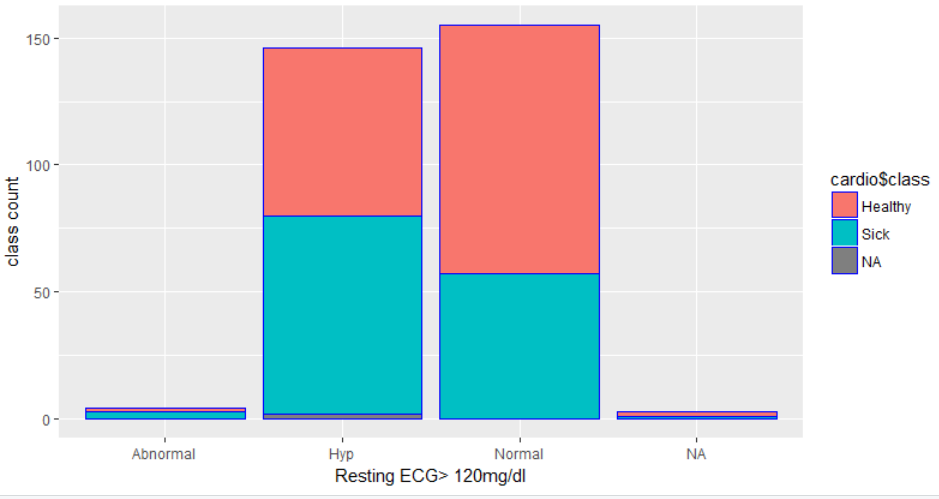 150
100
50
0
class count
Abnormal
Hyp
Normal
NA
Resting ECG> 120mg/dl
cardio$class
Healthy
Sick
NA